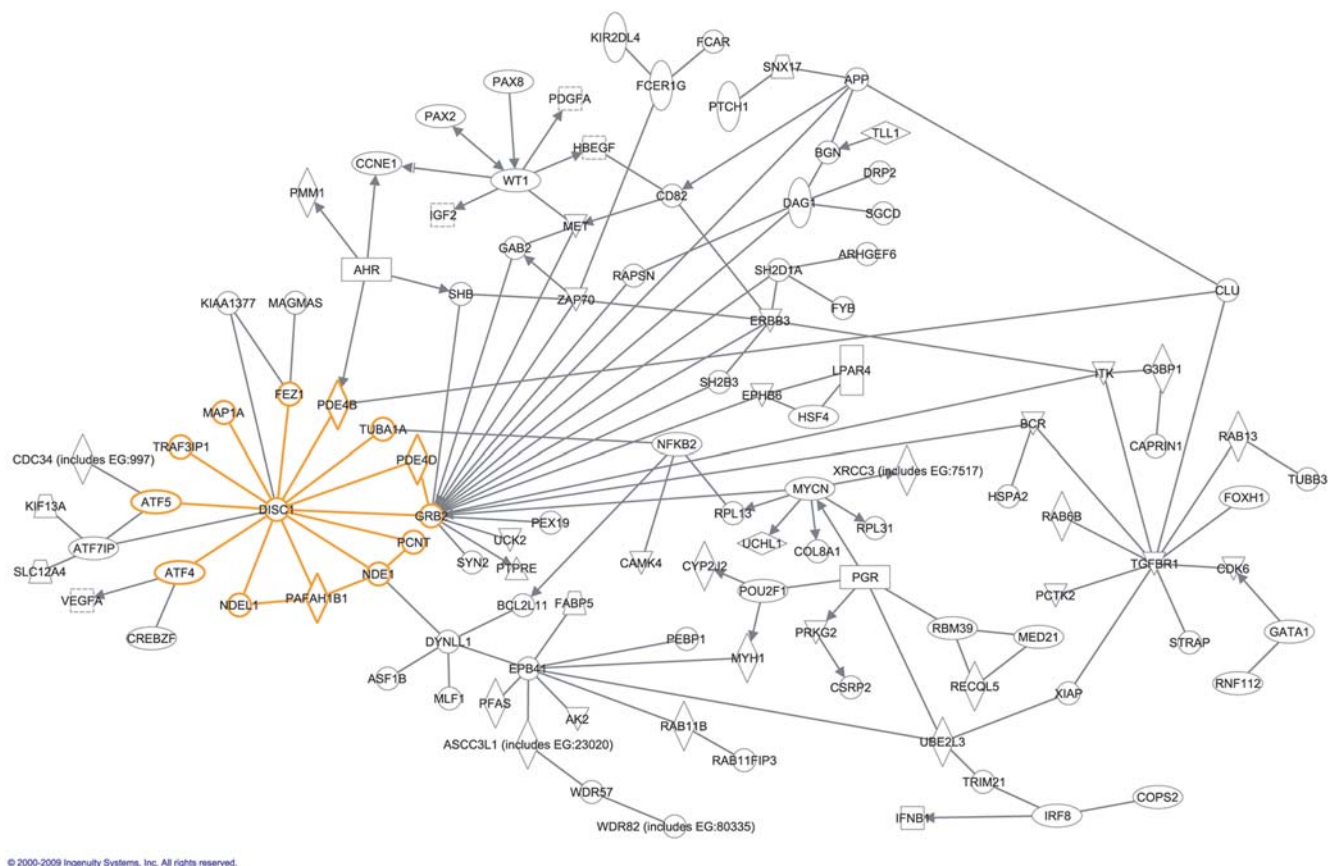 KIR2DL4
FCAR
SNX17
APP
PAX8
PDGFA
FCER1G
PTCH1
PAX2
TLL1
HBEGF
BGN
CCNE1
WT1
DRP2
PMM1
CD82
DAG1
IGF2
SGCD
MET
GAB2
ARHGEF6
AHR
RAPSN
SH2D1A
SHB
ZAP70
CLU
KIAA1377
MAGMAS
FYB
ERBB3
LPAR4
ITK
G3BP1
SH2B3
FEZ1
PDE4B
EPHB6
MAP1A
HSF4
BCR
TUBA1A
RAB13
TRAF3IP1
NFKB2
CAPRIN1
CDC34 (includes EG:997)
PDE4D
XRCC3 (includes EG:7517)
TUBB3
MYCN
HSPA2
FOXH1
ATF5
KIF13A
DISC1
GRB2
RPL13
RAB6B
PEX19
RPL31
UCK2
UCHL1
PCNT
ATF7IP
COL8A1
SYN2
PTPRE
CAMK4
TGFBR1
CDK6
SLC12A4
CYP2J2
ATF4
NDE1
PGR
POU2F1
PCTK2
VEGFA
NDEL1
PAFAH1B1
BCL2L11
FABP5
RBM39
MED21
GATA1
CREBZF
DYNLL1
PEBP1
PRKG2
STRAP
MYH1
EPB41
ASF1B
RECQL5
RNF112
CSRP2
XIAP
MLF1
PFAS
AK2
RAB11B
ASCC3L1 (includes EG:23020)
UBE2L3
RAB11FIP3
TRIM21
WDR57
COPS2
IFNB1
IRF8
WDR82 (includes EG:80335)
© 2000-2009 Ingenuity Systems, Inc. All rights reserved.